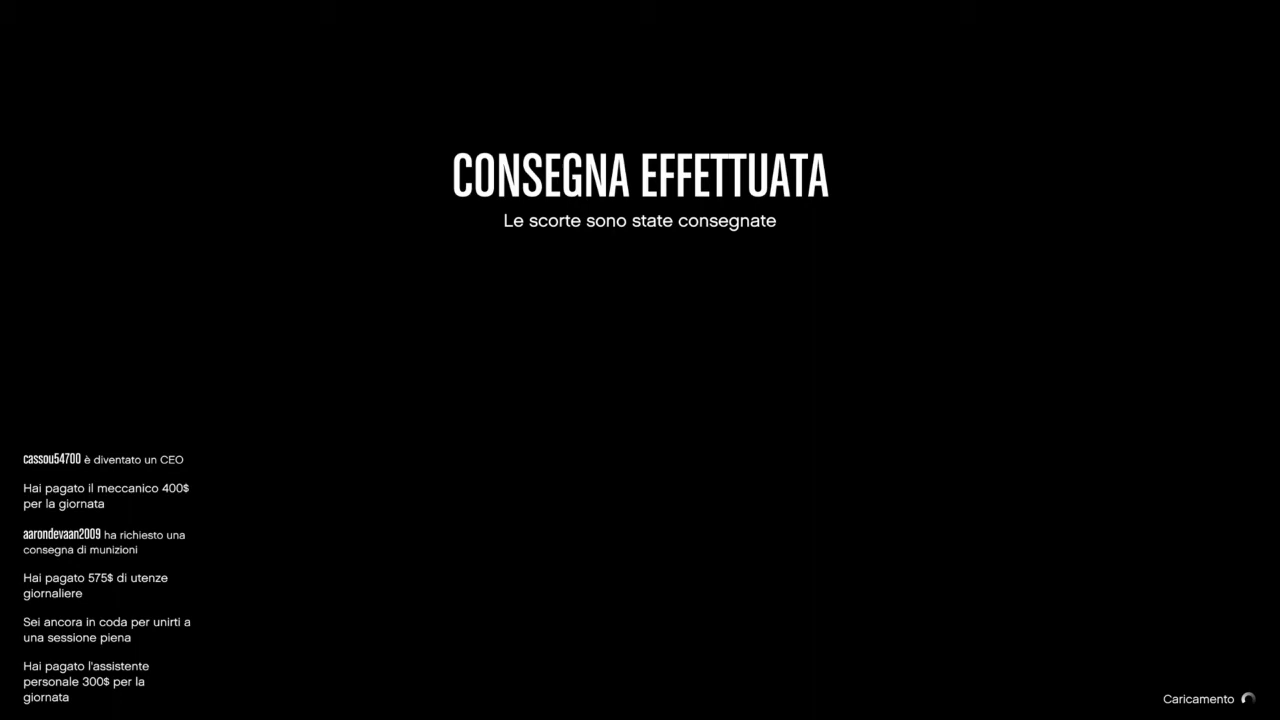 CONSEGNA EFFETTUATA
Le scorte sono state consegnate
cassou54700 è diventato un CEO
Hai pagato il meccanico 400$
per la giornata
aarondevaan2009 ha richiesto una
consegna di munizioni
Hai pagato 575$ di utenze
giornaliere
Sei ancora in coda per unirti a
una sessione piena
Hai pagato l'assistente
personale 300$ per la
giornata
Caricamento